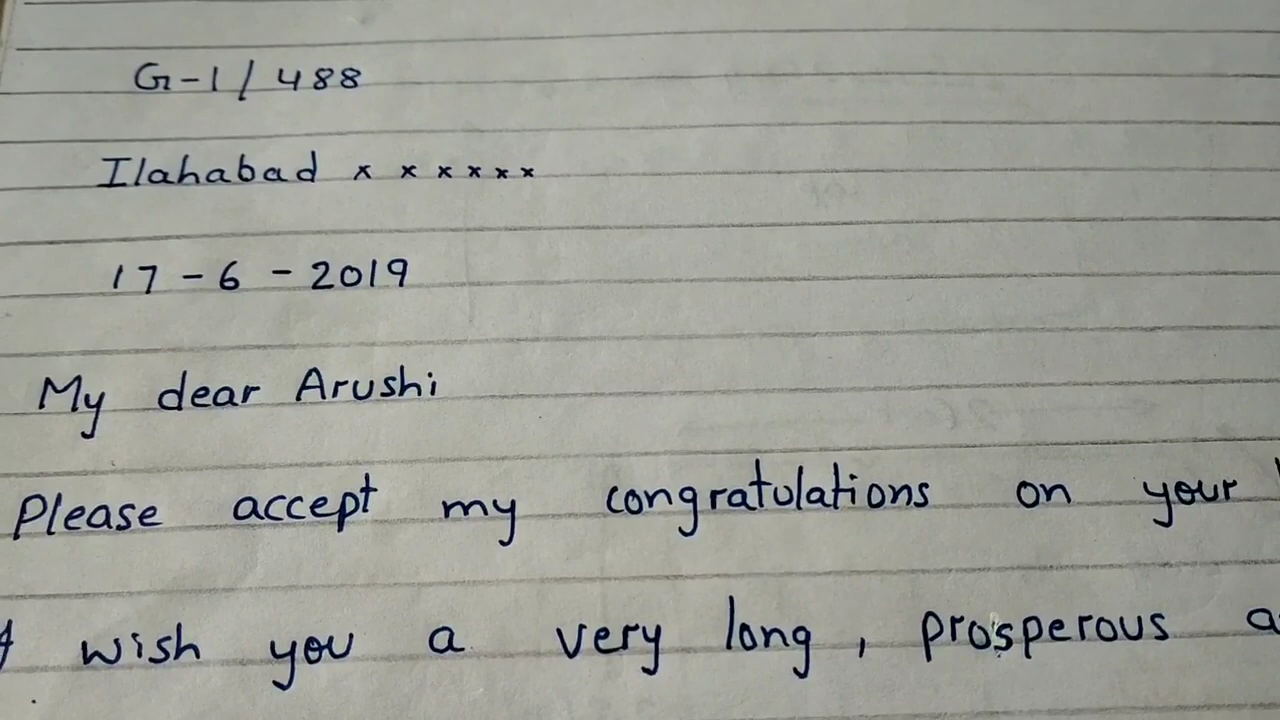 G-1/488
Ilahabad x x x x x x
17-6-2019
My dear Arushi
Please accept my congratulations on your
wish you a very long, prosperous